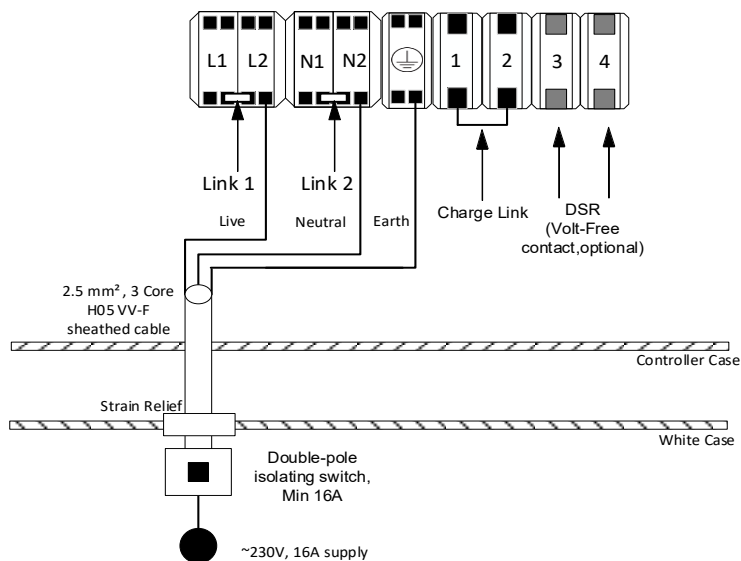 L1 L2 N1 N2 1 2 3 4
Link 1
Link 2
Live
Neutral
Earth
Charge Link
DSR
(Volt-Free
contact,optional)
2.5 mm², 3 Core
H05 VV-F
sheathed cable
Controller Case
Strain Relief
White Case
Double-pole
isolating switch,
Min 16A
~230V, 16A supply